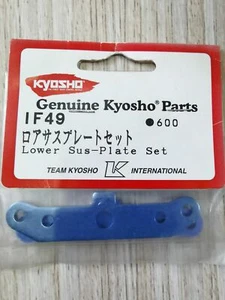 KYOSHO
Genuine Kyosho® Parts
IF49 ●600
ロアサスプレートセット
Lower Sus-Plate Set
TEAM KYOSHO K INTERNATIONAL